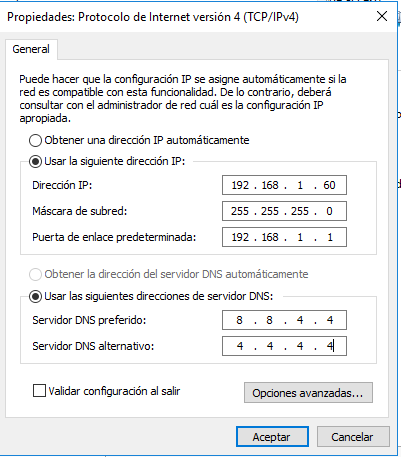 Propiedades: Protocolo de Internet versión 4 (TCP/IPv4)
General
Puede hacer que la configuración IP se asigne automáticamente si la
red es compatible con esta funcionalidad. De lo contrario, deberá
consultar con el administrador de red cuál es la configuración IP
apropiada.
Obtener una dirección IP automáticamente
Usar la siguiente dirección IP:
Dirección IP: 192 . 168 . 1 . 60
Máscara de subred: 255 . 255 . 255 . 0
Puerta de enlace predeterminada: 192 . 168 . 1 . 1
Obtener la dirección del servidor DNS automáticamente
Usar las siguientes direcciones de servidor DNS:
Servidor DNS preferido: 8 . 8 . 4 . 4
Servidor DNS alternativo: 4 . 4 . 4 . 4
Validar configuración al salir
Opciones avanzadas...
Aceptar Cancelar